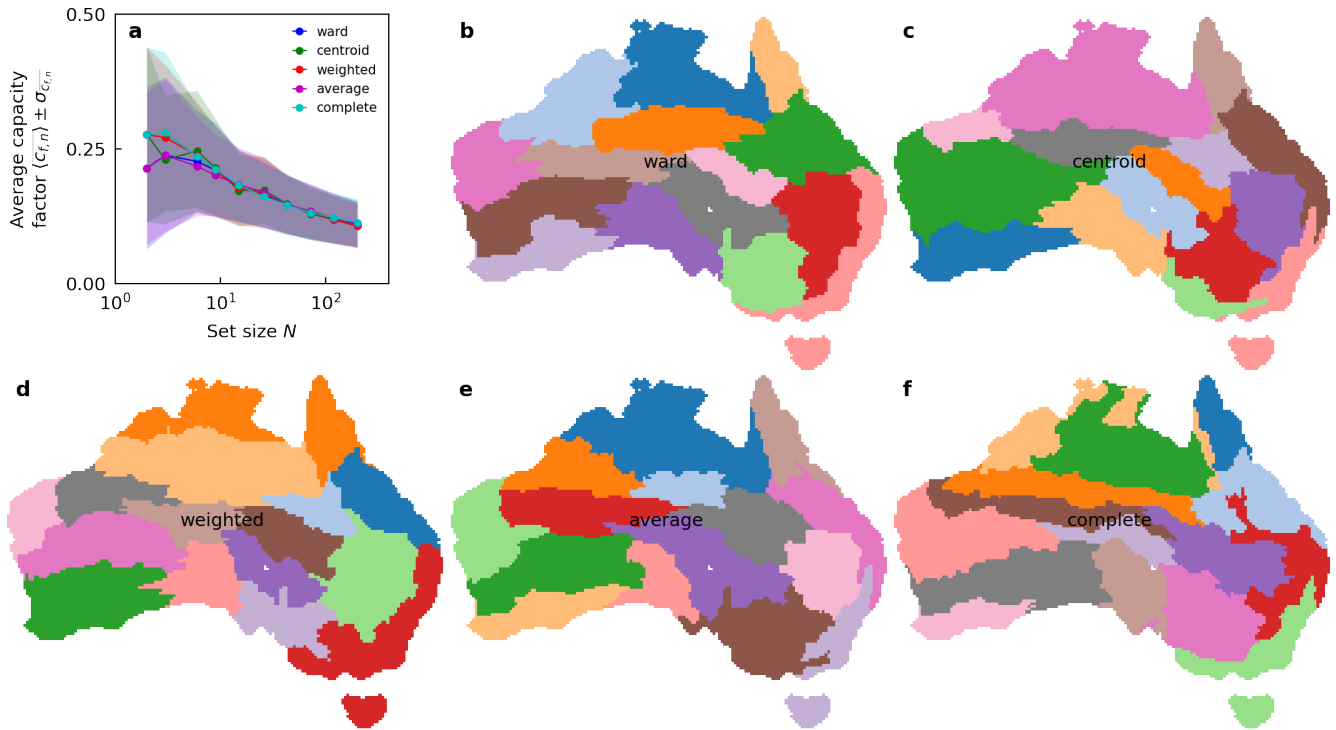 a
Average capacity
factor ⟨c_{f,n}⟩ ± σ_{\overline{c_{f,n}}}
0.50
0.25
0.00
10^0
10^1
10^2
Set size N
ward
centroid
weighted
average
complete
b
ward
c
centroid
d
weighted
e
average
f
complete